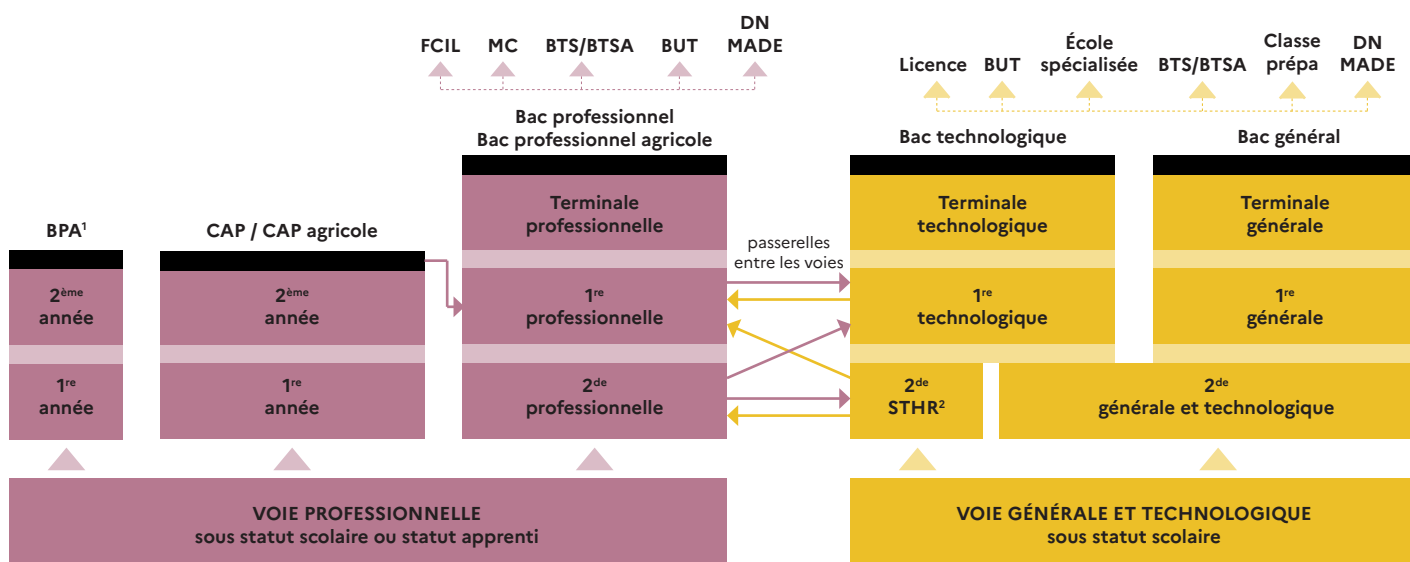 FCIL
MC
BTS/BTSA
BUT
DN
MADE
Licence
BUT
École
spécialisée
BTS/BTSA
Classe
prépa
DN
MADE
Bac professionnel
Bac professionnel agricole
Bac technologique
Bac général
BPA¹
CAP / CAP agricole
Terminale
professionnelle
Terminale
technologique
Terminale
générale
passerelles
entre les voies
2ème
année
2ème
année
1re
professionnelle
1re
technologique
1re
générale
1re
année
1re
année
2de
professionnelle
2de
STHR²
2de
générale et technologique
VOIE PROFESSIONNELLE
sous statut scolaire ou statut apprenti
VOIE GÉNÉRALE ET TECHNOLOGIQUE
sous statut scolaire